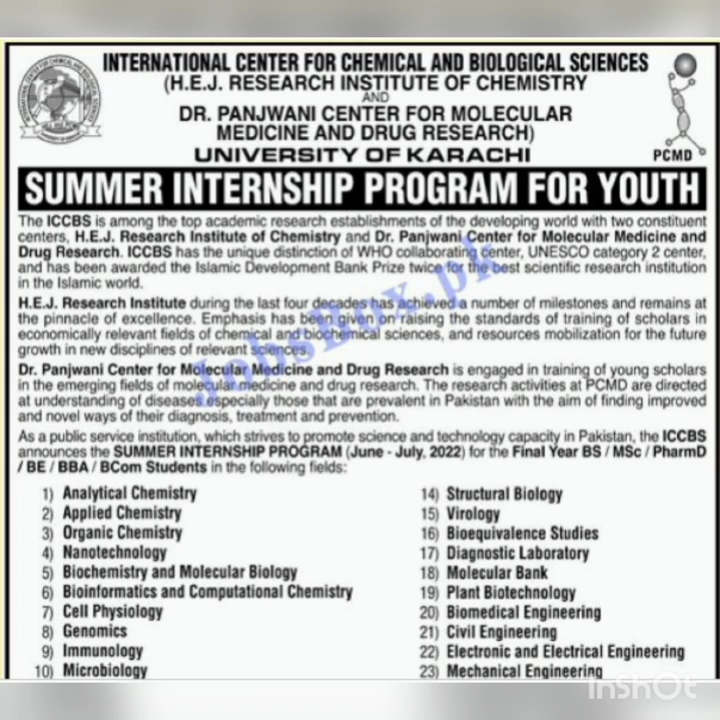 INTERNATIONAL CENTER FOR CHEMICAL AND BIOLOGICAL SCIENCES
(H.E.J. RESEARCH INSTITUTE OF CHEMISTRY
AND
DR. PANJWANI CENTER FOR MOLECULAR
MEDICINE AND DRUG RESEARCH)
UNIVERSITY OF KARACHI
PCMD
SUMMER INTERNSHIP PROGRAM FOR YOUTH
The ICCBS is among the top academic research establishments of the developing world with two constituent
centers, H.E.J. Research Institute of Chemistry and Dr. Panjwani Center for Molecular Medicine and
Drug Research. ICCBS has the unique distinction of WHO collaborating center, UNESCO category 2 center,
and has been awarded the Islamic Development Bank Prize twice for the best scientific research institution
in the Islamic world.
H.E.J. Research Institute during the last four decades has achieved a number of milestones and remains at
the pinnacle of excellence. Emphasis has been given on raising the standards of training of scholars in
economically relevant fields of chemical and biochemical sciences, and resources mobilization for the future
growth in new disciplines of relevant sciences.
Dr. Panjwani Center for Molecular Medicine and Drug Research is engaged in training of young scholars
in the emerging fields of molecular medicine and drug research. The research activities at PCMD are directed
at understanding of diseases especially those that are prevalent in Pakistan with the aim of finding improved
and novel ways of their diagnosis, treatment and prevention.
As a public service institution, which strives to promote science and technology capacity in Pakistan, the ICCBS
announces the SUMMER INTERNSHIP PROGRAM (June - July, 2022) for the Final Year BS / MSc / PharmD
/ BE / BBA / BCom Students in the following fields:
1) Analytical Chemistry
2) Applied Chemistry
3) Organic Chemistry
4) Nanotechnology
5) Biochemistry and Molecular Biology
6) Bioinformatics and Computational Chemistry
7) Cell Physiology
8) Genomics
9) Immunology
10) Microbiology
14) Structural Biology
15) Virology
16) Bioequivalence Studies
17) Diagnostic Laboratory
18) Molecular Bank
19) Plant Biotechnology
20) Biomedical Engineering
21) Civil Engineering
22) Electronic and Electrical Engineering
23) Mechanical Engineering
JobsBox.pk
InShOt